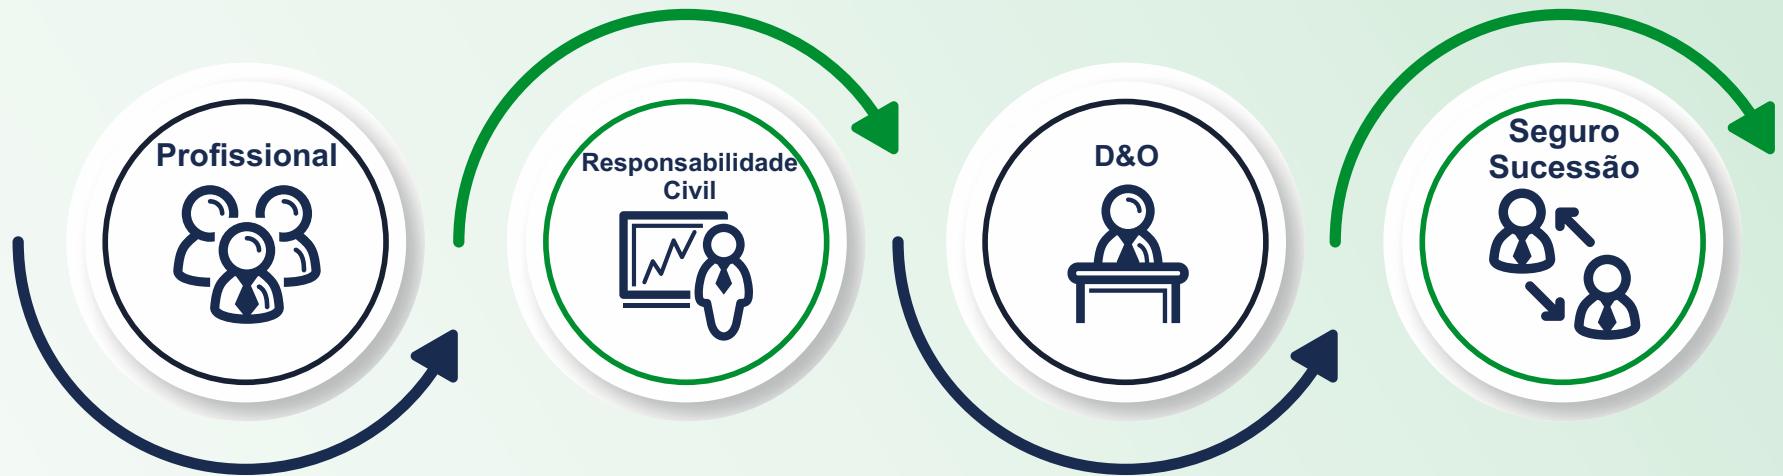 Profissional
Responsabilidade
Civil
D&O
Seguro
Sucessão